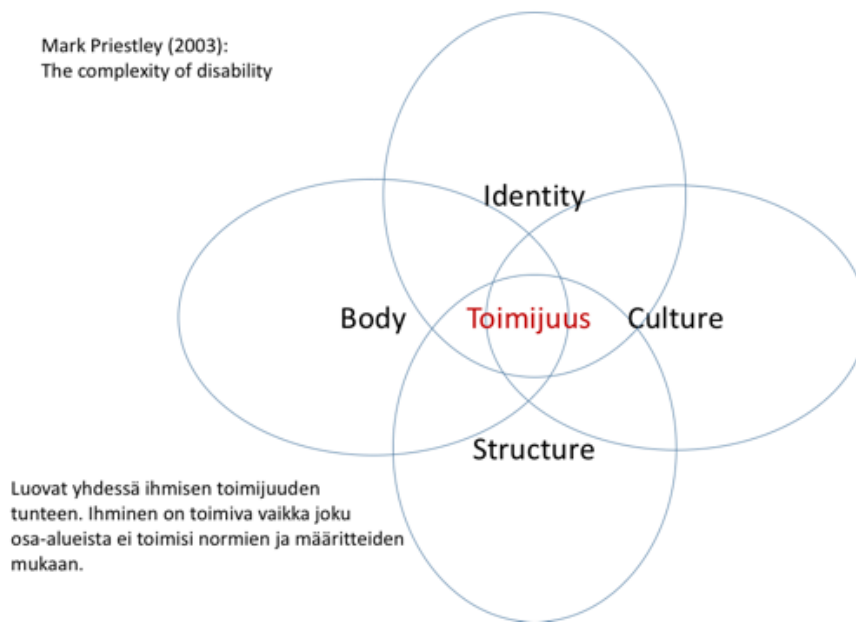 Mark Priestley (2003):
The complexity of disability
Identity
Body
Toimijuus
Culture
Structure
Luovat yhdessä ihmisen toimijuuden
tunteen. Ihminen on toimiva vaikka joku
osa-alueista ei toimisi normien ja määritteiden
mukaan.